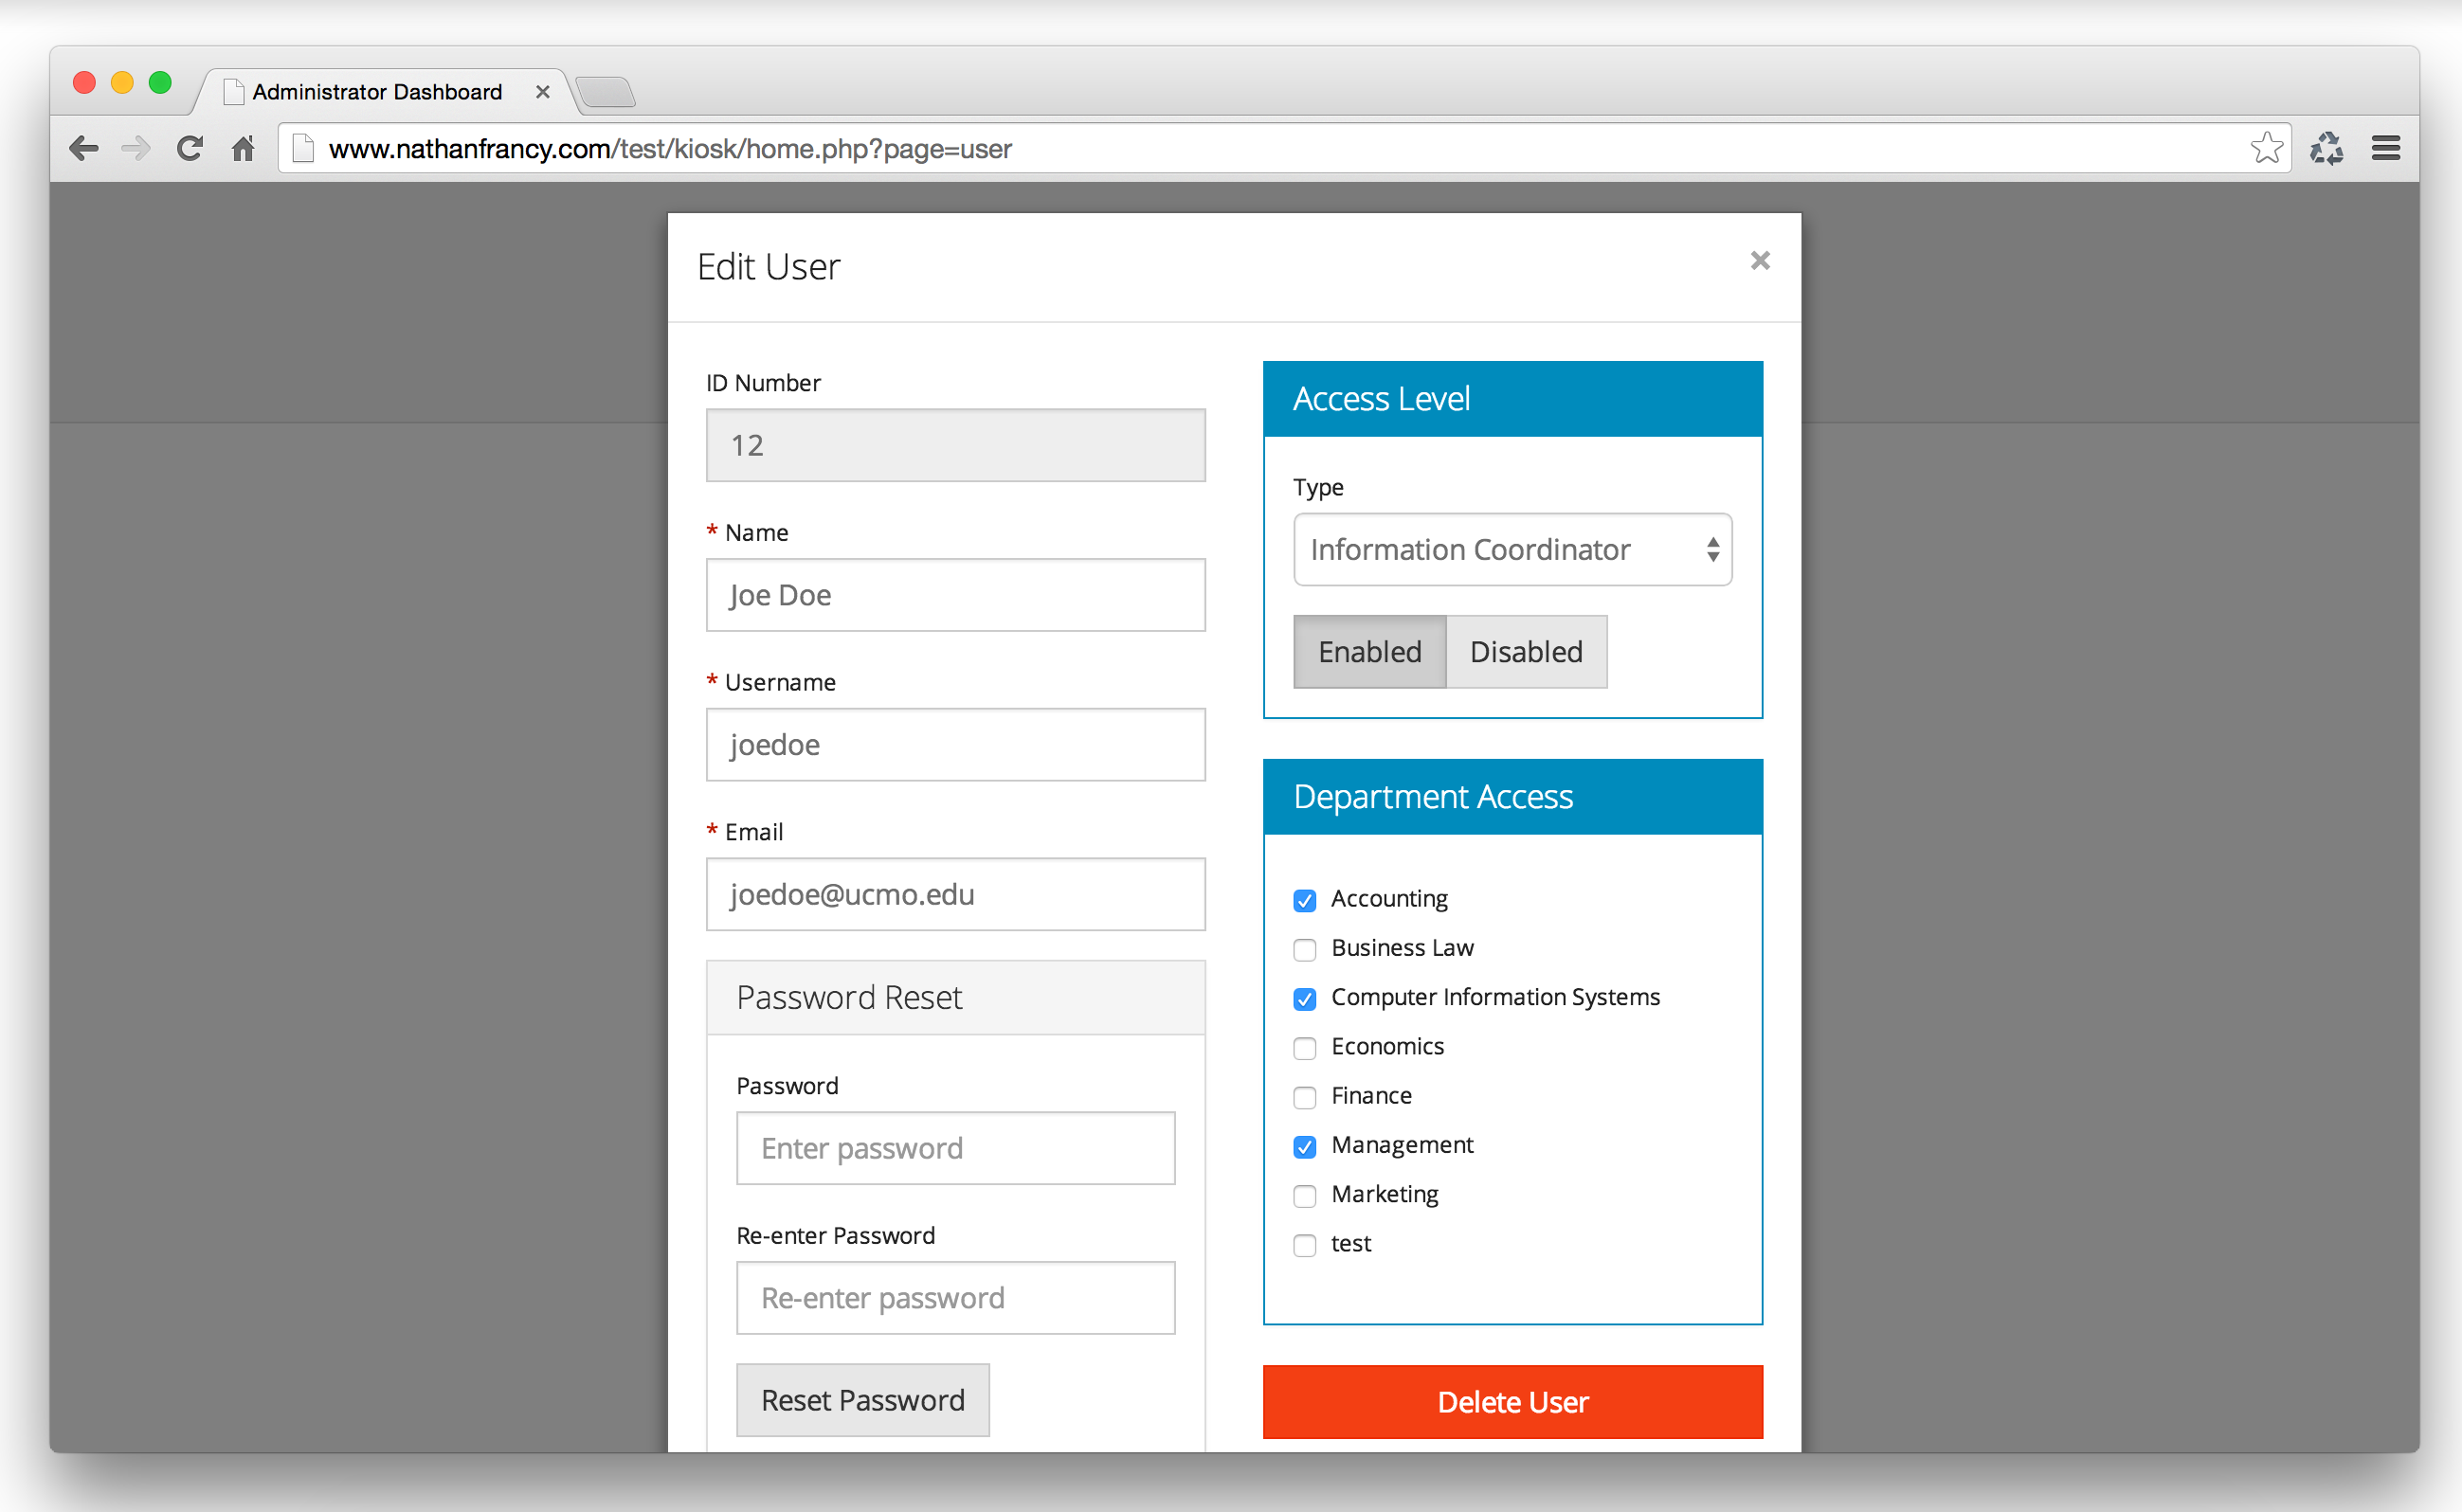 Administrator Dashboard
www.nathanfrancy.com/test/kiosk/home.php?page=user
Edit User
ID Number
12
* Name
Joe Doe
* Username
joedoe
* Email
joedoe@ucmo.edu
Password Reset
Password
Enter password
Re-enter Password
Re-enter password
Reset Password
Access Level
Type
Information Coordinator
Enabled Disabled
Department Access
Accounting
Business Law
Computer Information Systems
Economics
Finance
Management
Marketing
test
Delete User